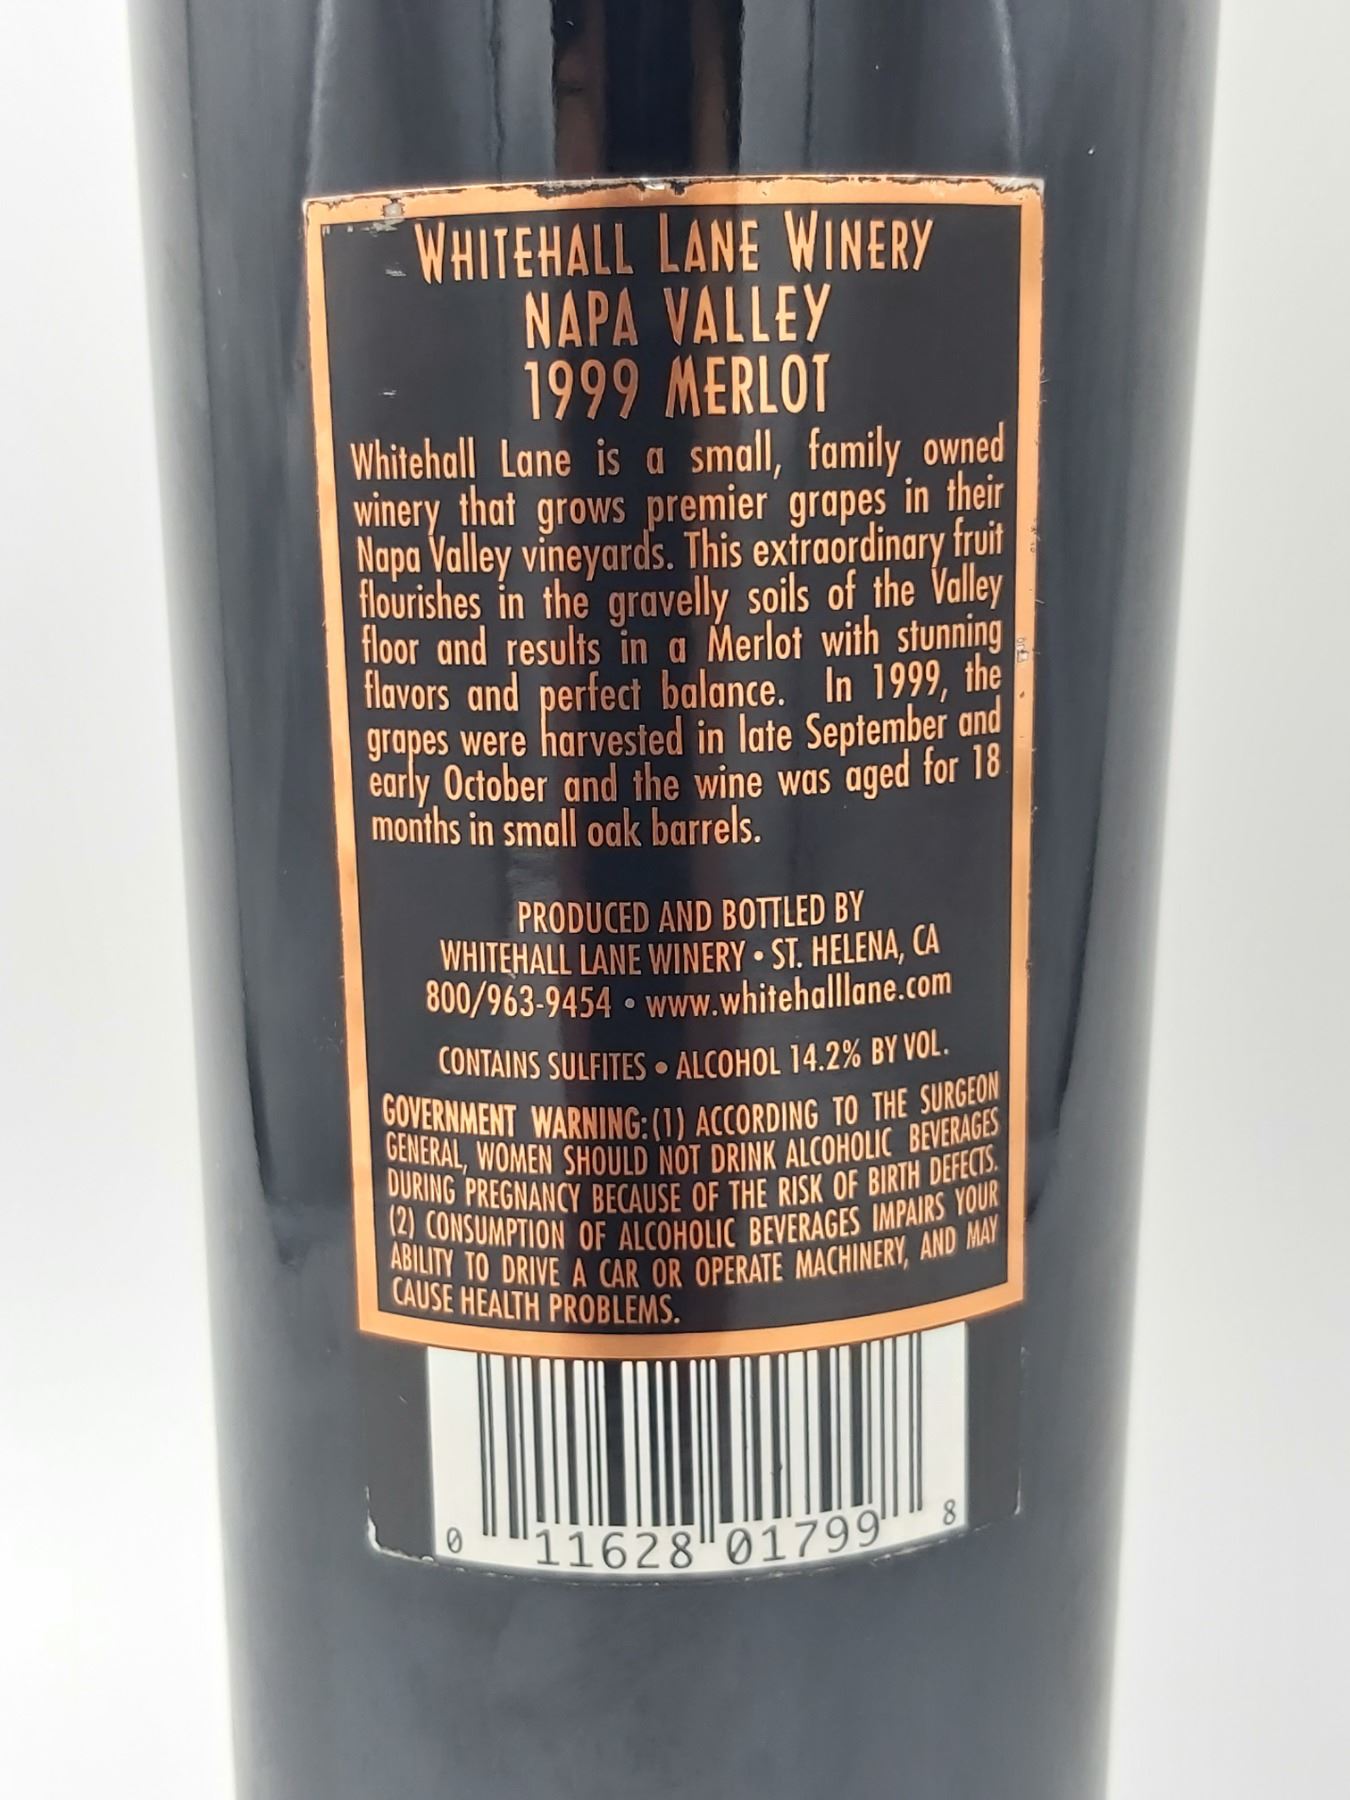 WHITEHALL LANE WINERY
NAPA VALLEY
1999 MERLOT
Whitehall Lane is a small, family owned
winery that grows premier grapes in their
Napa Valley vineyards. This extraordinary fruit
flourishes in the gravelly soils of the Valley
floor and results in a Merlot with stunning
flavors and perfect balance. In 1999, the
grapes were harvested in late September and
early October and the wine was aged for 18
months in small oak barrels.
PRODUCED AND BOTTLED BY
WHITEHALL LANE WINERY • ST. HELENA, CA
800/963-9454 • www.whitehalllane.com
CONTAINS SULFITES • ALCOHOL 14.2% BY VOL.
GOVERNMENT WARNING: (1) ACCORDING TO THE SURGEON
GENERAL, WOMEN SHOULD NOT DRINK ALCOHOLIC BEVERAGES
DURING PREGNANCY BECAUSE OF THE RISK OF BIRTH DEFECTS.
(2) CONSUMPTION OF ALCOHOLIC BEVERAGES IMPAIRS YOUR
ABILITY TO DRIVE A CAR OR OPERATE MACHINERY, AND MAY
CAUSE HEALTH PROBLEMS.
0 11628 01799 8